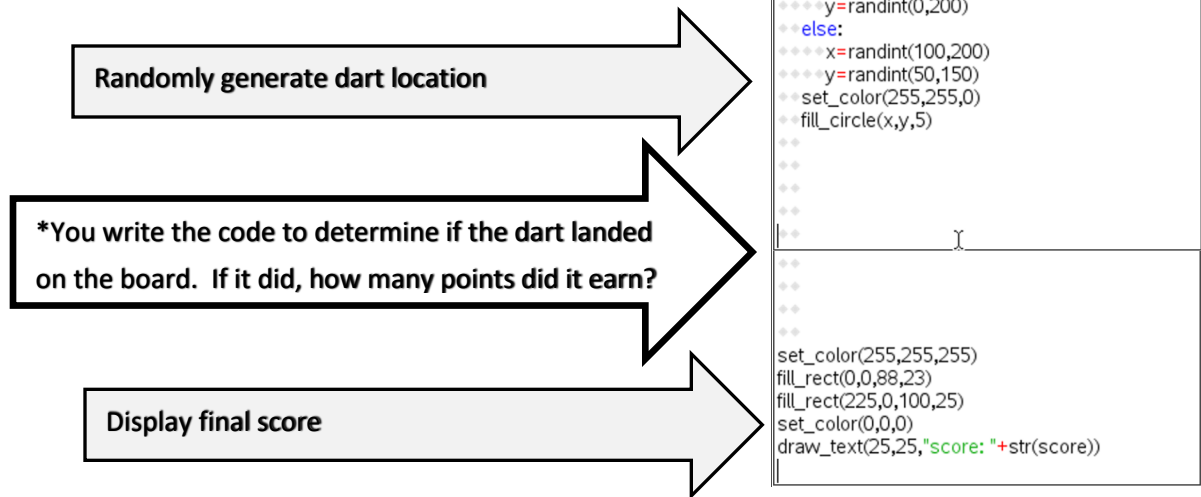 Randomly generate dart location
*You write the code to determine if the dart landed
on the board. If it did, how many points did it earn?
Display final score
y=randint(0,200)
else:
x=randint(100,200)
y=randint(50,150)
set_color(255,255,0)
fill_circle(x,y,5)
set_color(255,255,255)
fill_rect(0,0,88,23)
fill_rect(225,0,100,25)
set_color(0,0,0)
draw_text(25,25,"score: "+str(score))